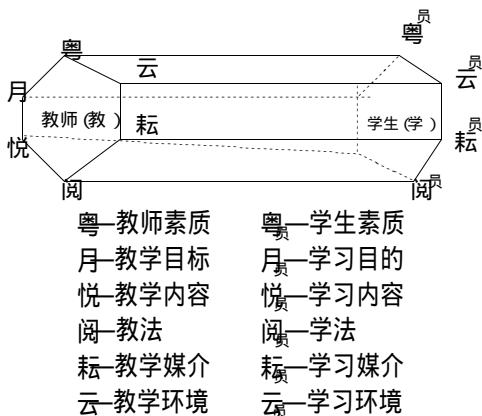 员
粤
粤 员
云 云
月
教师(教) 耘 学生(学) 员
耘
悦
阅 阅员
粤—教师素质 粤员—学生素质
月—教学目标 月员—学习目的
悦—教学内容 悦员—学习内容
阅—教法 阅员—学法
耘—教学媒介 耘员—学习媒介
云—教学环境 云员—学习环境